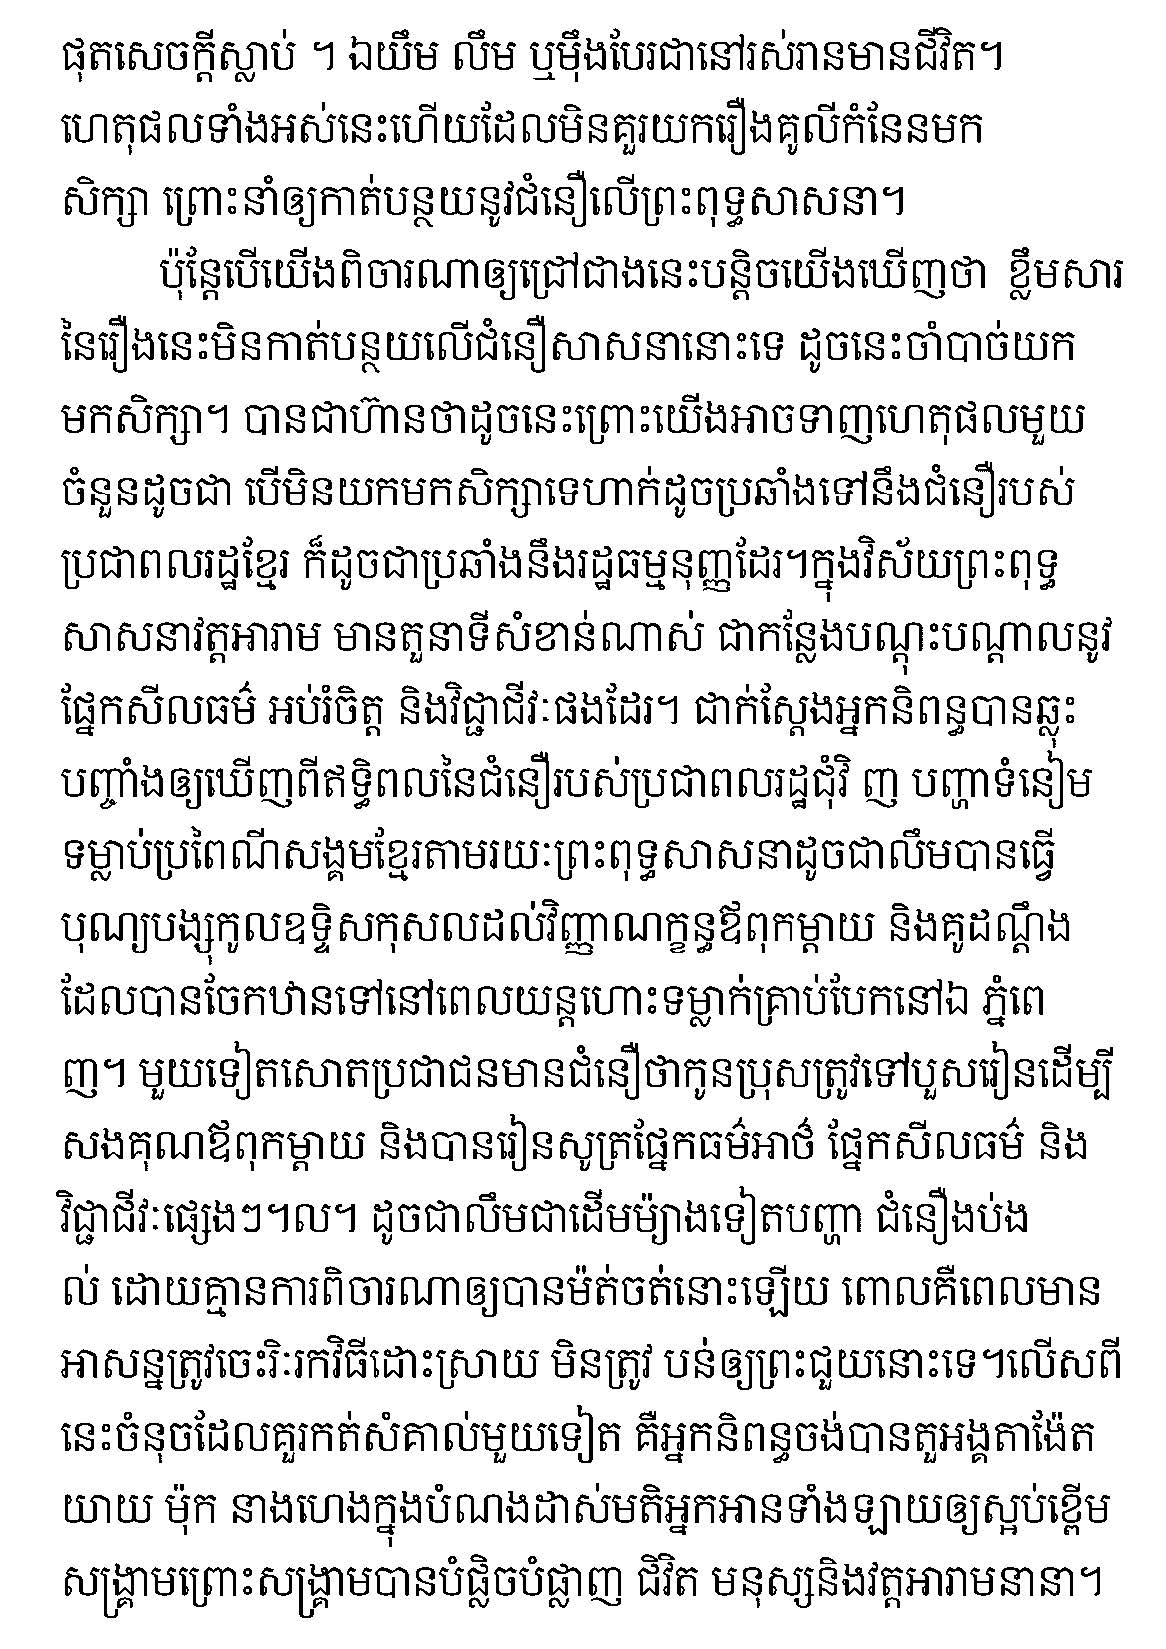 ផុតសេចក្ដីស្លាប់ ។ ឯយឹម លឹម ឬម៉ឹងបែរជានៅរស់រានមានជីវិត។
ហេតុផលទាំងអស់នេះហើយដែលមិនគួរយករឿងគូលីកំនែនមក
សិក្សា ព្រោះនាំឲ្យកាត់បន្ថយនូវជំនឿលើព្រះពុទ្ធសាសនា។
ប៉ុន្តែបើយើងពិចារណាឲ្យជ្រៅជាងនេះបន្តិចយើងឃើញថា ខ្លឹមសារ
នៃរឿងនេះមិនកាត់បន្ថយលើជំនឿសាសនានោះទេ ដូចនេះចាំបាច់យក
មកសិក្សា។ បានជាហ៊ានថាដូចនេះព្រោះយើងអាចទាញហេតុផលមួយ
ចំនួនដូចជា បើមិនយកមកសិក្សាទេហាក់ដូចប្រឆាំងទៅនឹងជំនឿរបស់
ប្រជាពលរដ្ឋខ្មែរ ក៏ដូចជាប្រឆាំងនឹងរដ្ឋធម្មនុញ្ញដែរ។ក្នុងវិស័យព្រះពុទ្ធ
សាសនាវត្តអារាម មានតួនាទីសំខាន់ណាស់ ជាកន្លែងបណ្តុះបណ្តាលនូវ
ផ្នែកសីលធម៌ អប់រំចិត្ត និងវិជ្ជាជីវៈផងដែរ។ ជាក់ស្តែងអ្នកនិពន្ធបានឆ្លុះ
បញ្ចាំងឲ្យឃើញពីឥទ្ធិពលនៃជំនឿរបស់ប្រជាពលរដ្ឋជុំវិ ញ បញ្ហាទំនៀម
ទម្លាប់ប្រពៃណីសង្គមខ្មែរតាមរយៈព្រះពុទ្ធសាសនាដូចជាលឹមបានធ្វើ
បុណ្យបង្សុកូលឧទ្ទិសកុសលដល់វិញ្ញាណក្ខន្ធឪពុកម្តាយ និងគូដណ្តឹង
ដែលបានចែកឋានទៅនៅពេលយន្តហោះទម្លាក់គ្រាប់បែកនៅឯ ភ្នំពេ
ញ។ មួយទៀតសោតប្រជាជនមានជំនឿថាកូនប្រុសត្រូវទៅបួសរៀនដើម្បី
សងគុណឪពុកម្តាយ និងបានរៀនសូត្រផ្នែកធម៌អាថ៌ ផ្នែកសីលធម៌ និង
វិជ្ជាជីវៈផ្សេងៗ។ល។ ដូចជាលឹមជាដើមម៉្យាងទៀតបញ្ហា ជំនឿងប់ង
ល់ ដោយគ្មានការពិចារណាឲ្យបានម៉ត់ចត់នោះឡើយ ពោលគឺពេលមាន
អាសន្នត្រូវចេះរិៈរកវិធីដោះស្រាយ មិនត្រូវ បន់ឲ្យព្រះជួយនោះទេ។លើសពី
នេះចំនុចដែលគួរកត់សំគាល់មួយទៀត គឺអ្នកនិពន្ធចង់បានតួអង្គតាង៉ែត
យាយ ម៉ុក នាងហេងក្នុងបំណងដាស់មតិអ្នកអានទាំងឡាយឲ្យស្អប់ខ្ពើម
សង្គ្រាមព្រោះសង្គ្រាមបានបំផ្លិចបំផ្លាញ ជិវិត មនុស្សនិងវត្តអារាមនានា។